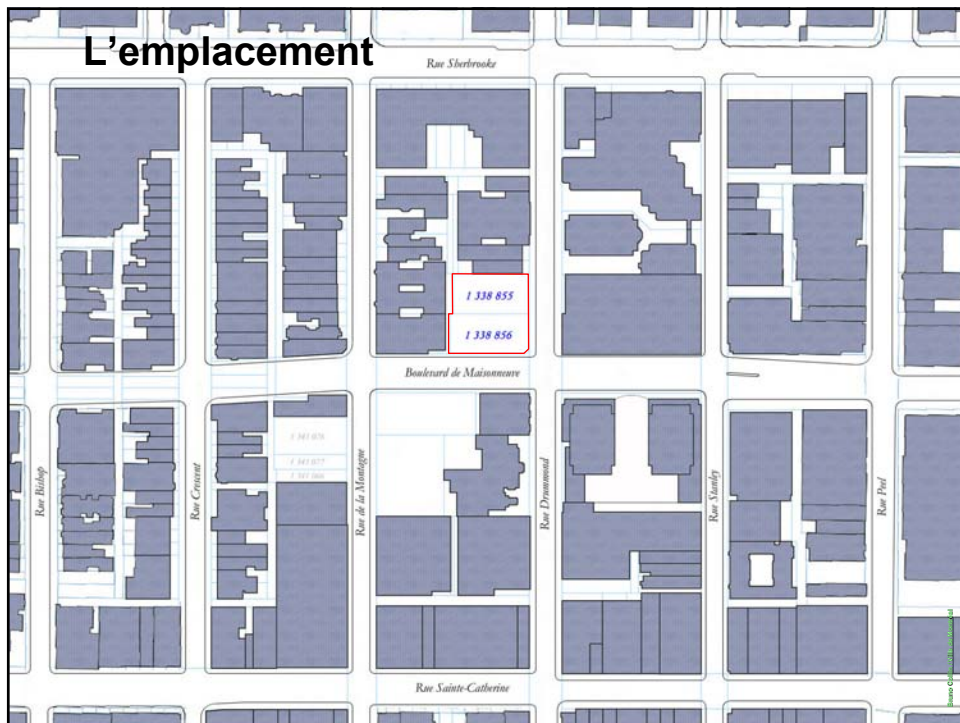 L'emplacement
Rue Sherbrooke
1 338 855
1 338 856
Boulevard de Maisonneuve
Rue Bishop
Rue Crescent
Rue de la Montagne
Rue Drummond
Rue Stanley
Rue Peel
Rue Sainte-Catherine